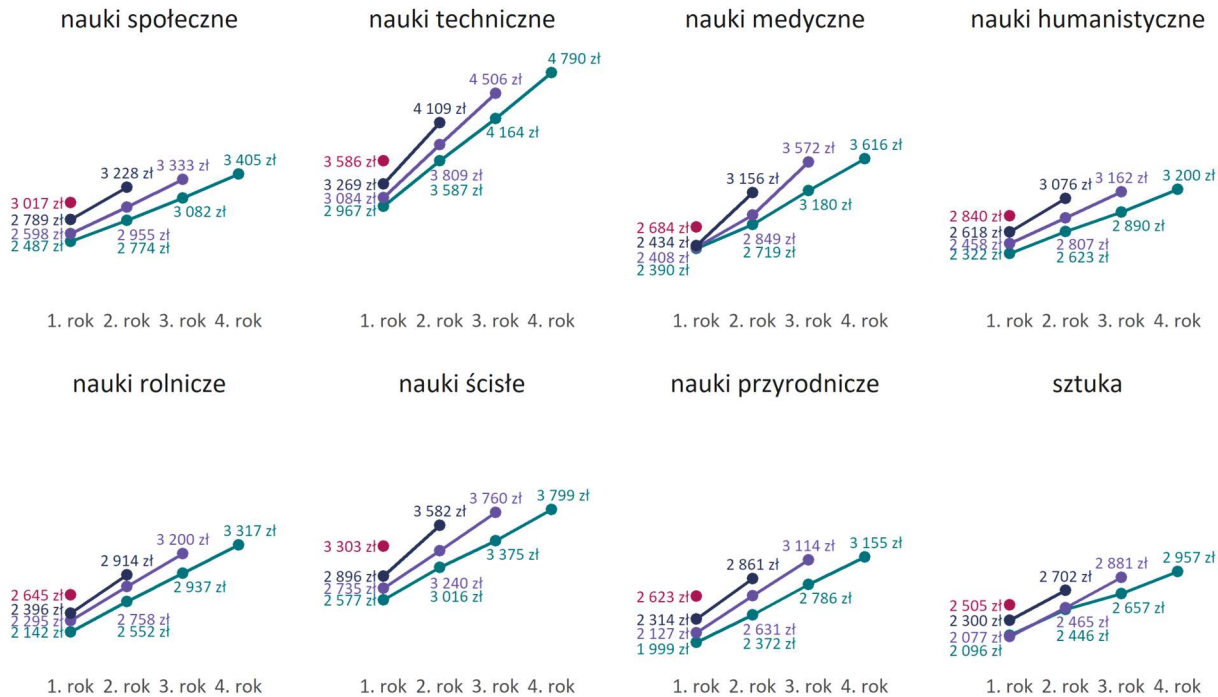 nauki społeczne
3 017 zł
2 789 zł
2 598 zł
2 487 zł
3 228 zł
2 955 zł
2 774 zł
3 333 zł
3 082 zł
3 405 zł
1. rok 2. rok 3. rok 4. rok
nauki techniczne
3 586 zł
3 269 zł
3 084 zł
2 967 zł
4 109 zł
3 809 zł
3 587 zł
4 506 zł
4 164 zł
4 790 zł
1. rok 2. rok 3. rok 4. rok
nauki medyczne
2 684 zł
2 434 zł
2 408 zł
2 390 zł
3 156 zł
2 849 zł
2 719 zł
3 572 zł
3 180 zł
3 616 zł
1. rok 2. rok 3. rok 4. rok
nauki humanistyczne
2 840 zł
2 618 zł
2 458 zł
2 322 zł
3 076 zł
2 807 zł
2 623 zł
3 162 zł
2 890 zł
3 200 zł
1. rok 2. rok 3. rok 4. rok
nauki rolnicze
2 645 zł
2 396 zł
2 295 zł
2 142 zł
2 914 zł
2 758 zł
2 552 zł
3 200 zł
2 937 zł
3 317 zł
1. rok 2. rok 3. rok 4. rok
nauki ścisłe
3 303 zł
2 896 zł
2 735 zł
2 577 zł
3 582 zł
3 240 zł
3 016 zł
3 760 zł
3 375 zł
3 799 zł
1. rok 2. rok 3. rok 4. rok
nauki przyrodnicze
2 623 zł
2 314 zł
2 127 zł
1 999 zł
2 861 zł
2 631 zł
2 372 zł
3 114 zł
2 786 zł
3 155 zł
1. rok 2. rok 3. rok 4. rok
sztuka
2 505 zł
2 300 zł
2 077 zł
2 096 zł
2 702 zł
2 465 zł
2 446 zł
2 881 zł
2 657 zł
2 957 zł
1. rok 2. rok 3. rok 4. rok